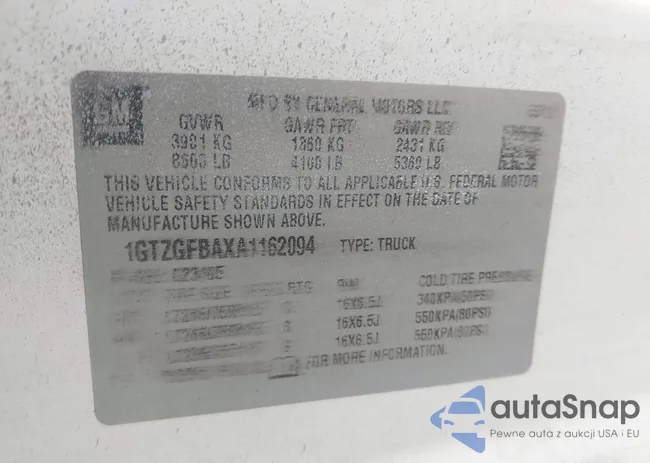 GM
MFD BY GENERAL MOTORS LLC
GVWR GAWR FRT GAWR RR
3901 KG 1860 KG 2431 KG
8600 LB 4100 LB 5360 LB
THIS VEHICLE CONFORMS TO ALL APPLICABLE U.S. FEDERAL MOTOR
VEHICLE SAFETY STANDARDS IN EFFECT ON THE DATE OF
MANUFACTURE SHOWN ABOVE.
1GTZGFBAXA1162094 TYPE: TRUCK
RTG RIM COLD TIRE PRESSURE
16X6.5J 340KPA(50PSI)
16X6.5J 550KPA(80PSI)
16X6.5J 550KPA(80PSI)
FOR MORE INFORMATION.
autaSnap
Pewne auta z aukcji USA i EU